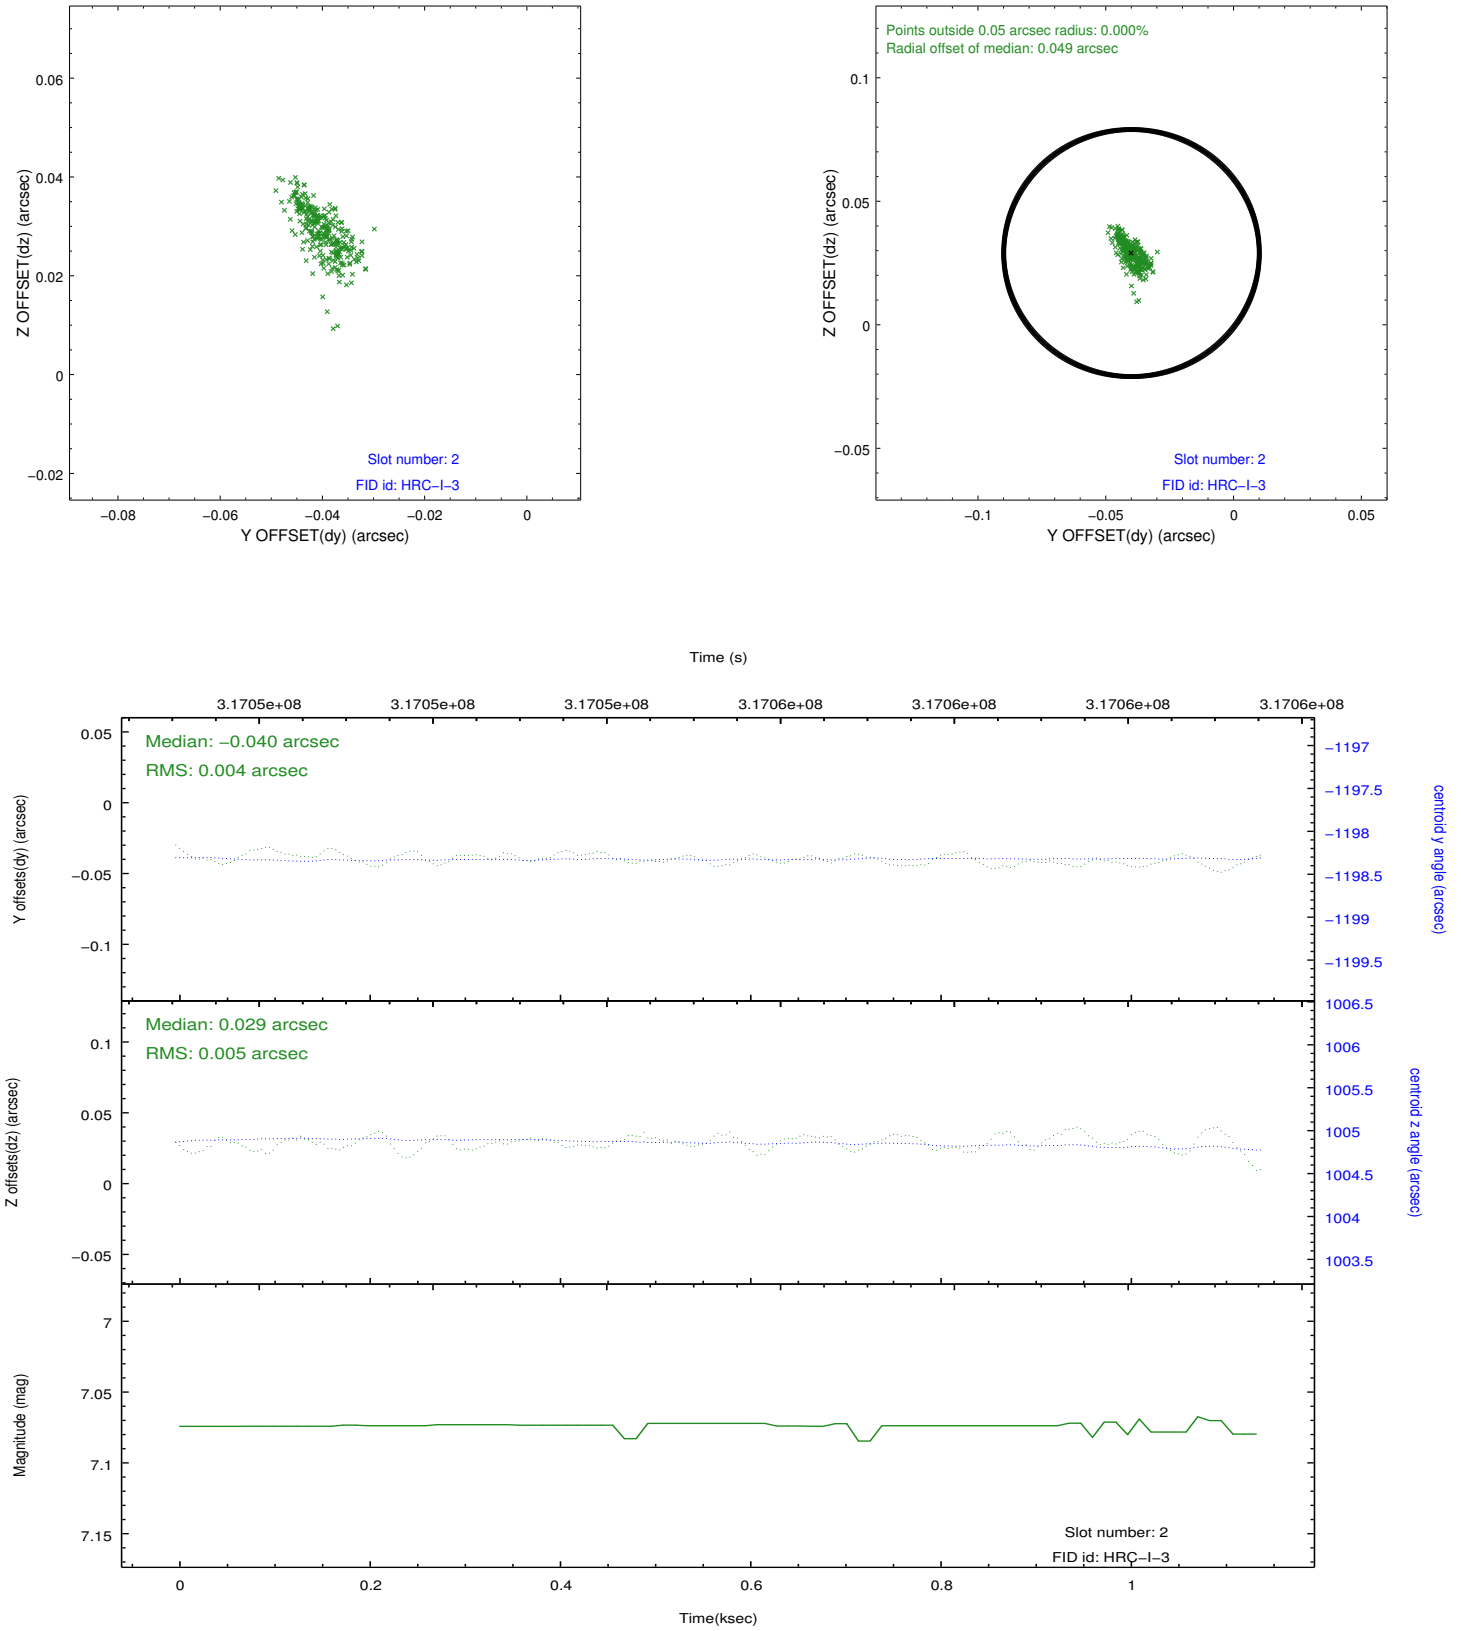 0.06
0.04
0.02
0
−0.02
Z OFFSET(dz) (arcsec)
Slot number: 2
FID id: HRC−I−3
−0.08 −0.06 −0.04 −0.02 0
Y OFFSET(dy) (arcsec)
Points outside 0.05 arcsec radius: 0.000%
Radial offset of median: 0.049 arcsec
0.1
0.05
0
−0.05
Z OFFSET(dz) (arcsec)
Slot number: 2
FID id: HRC−I−3
−0.1 −0.05 0 0.05
Y OFFSET(dy) (arcsec)
Time (s)
3.1705e+08 3.1705e+08 3.1705e+08 3.1706e+08 3.1706e+08 3.1706e+08 3.1706e+08
Median: −0.040 arcsec
RMS: 0.004 arcsec
0.05
0
−0.05
−0.1
Y offsets(dy) (arcsec)
−1197
−1197.5
−1198
−1198.5
−1199
−1199.5
centroid y angle (arcsec)
Median: 0.029 arcsec
RMS: 0.005 arcsec
0.1
0.05
0
−0.05
Z offsets(dz) (arcsec)
1006.5
1006
1005.5
1005
1004.5
1004
1003.5
centroid z angle (arcsec)
7
7.05
7.1
7.15
Magnitude (mag)
Slot number: 2
FID id: HRC−I−3
0 0.2 0.4 0.6 0.8 1
Time(ksec)